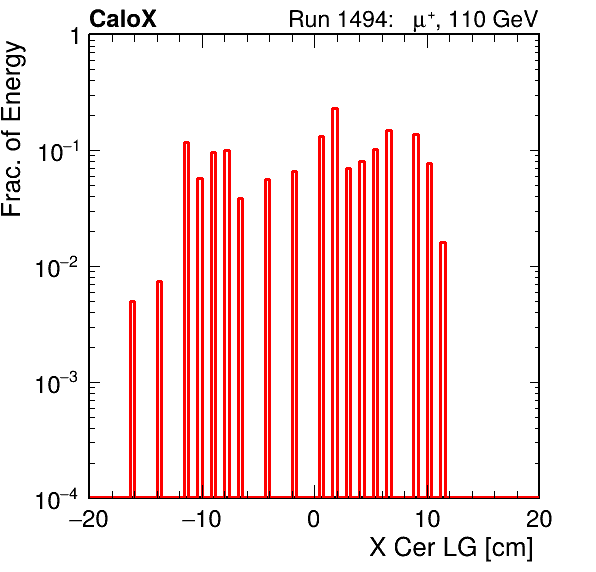 CaloX Run 1494: μ⁺, 110 GeV
Frac. of Energy
1
10⁻¹
10⁻²
10⁻³
10⁻⁴
−20 −10 0 10 20
X Cer LG [cm]